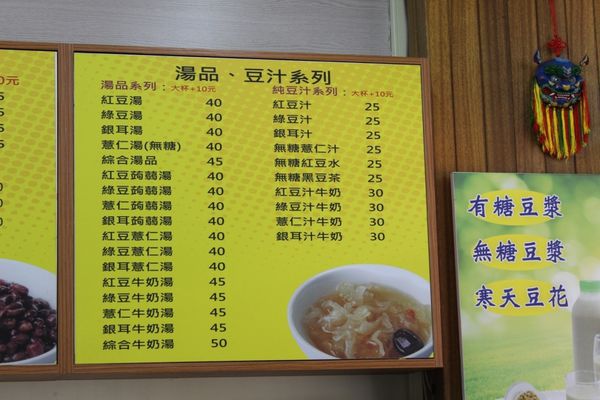 湯品、豆汁系列
湯品系列：大杯+10元
紅豆湯 40
綠豆湯 40
銀耳湯 40
薏仁湯(無糖) 40
綜合湯品 45
紅豆蒟蒻湯 40
綠豆蒟蒻湯 40
薏仁蒟蒻湯 40
銀耳蒟蒻湯 40
紅豆薏仁湯 40
綠豆薏仁湯 40
銀耳薏仁湯 40
紅豆牛奶湯 45
綠豆牛奶湯 45
薏仁牛奶湯 45
銀耳牛奶湯 45
綜合牛奶湯 50
純豆汁系列：大杯+10元
紅豆汁 25
綠豆汁 25
銀耳汁 25
無糖薏仁汁 25
無糖紅豆水 25
無糖黑豆茶 25
紅豆汁牛奶 30
綠豆汁牛奶 30
薏仁汁牛奶 30
銀耳汁牛奶 30
有糖豆漿
無糖豆漿
寒天豆花